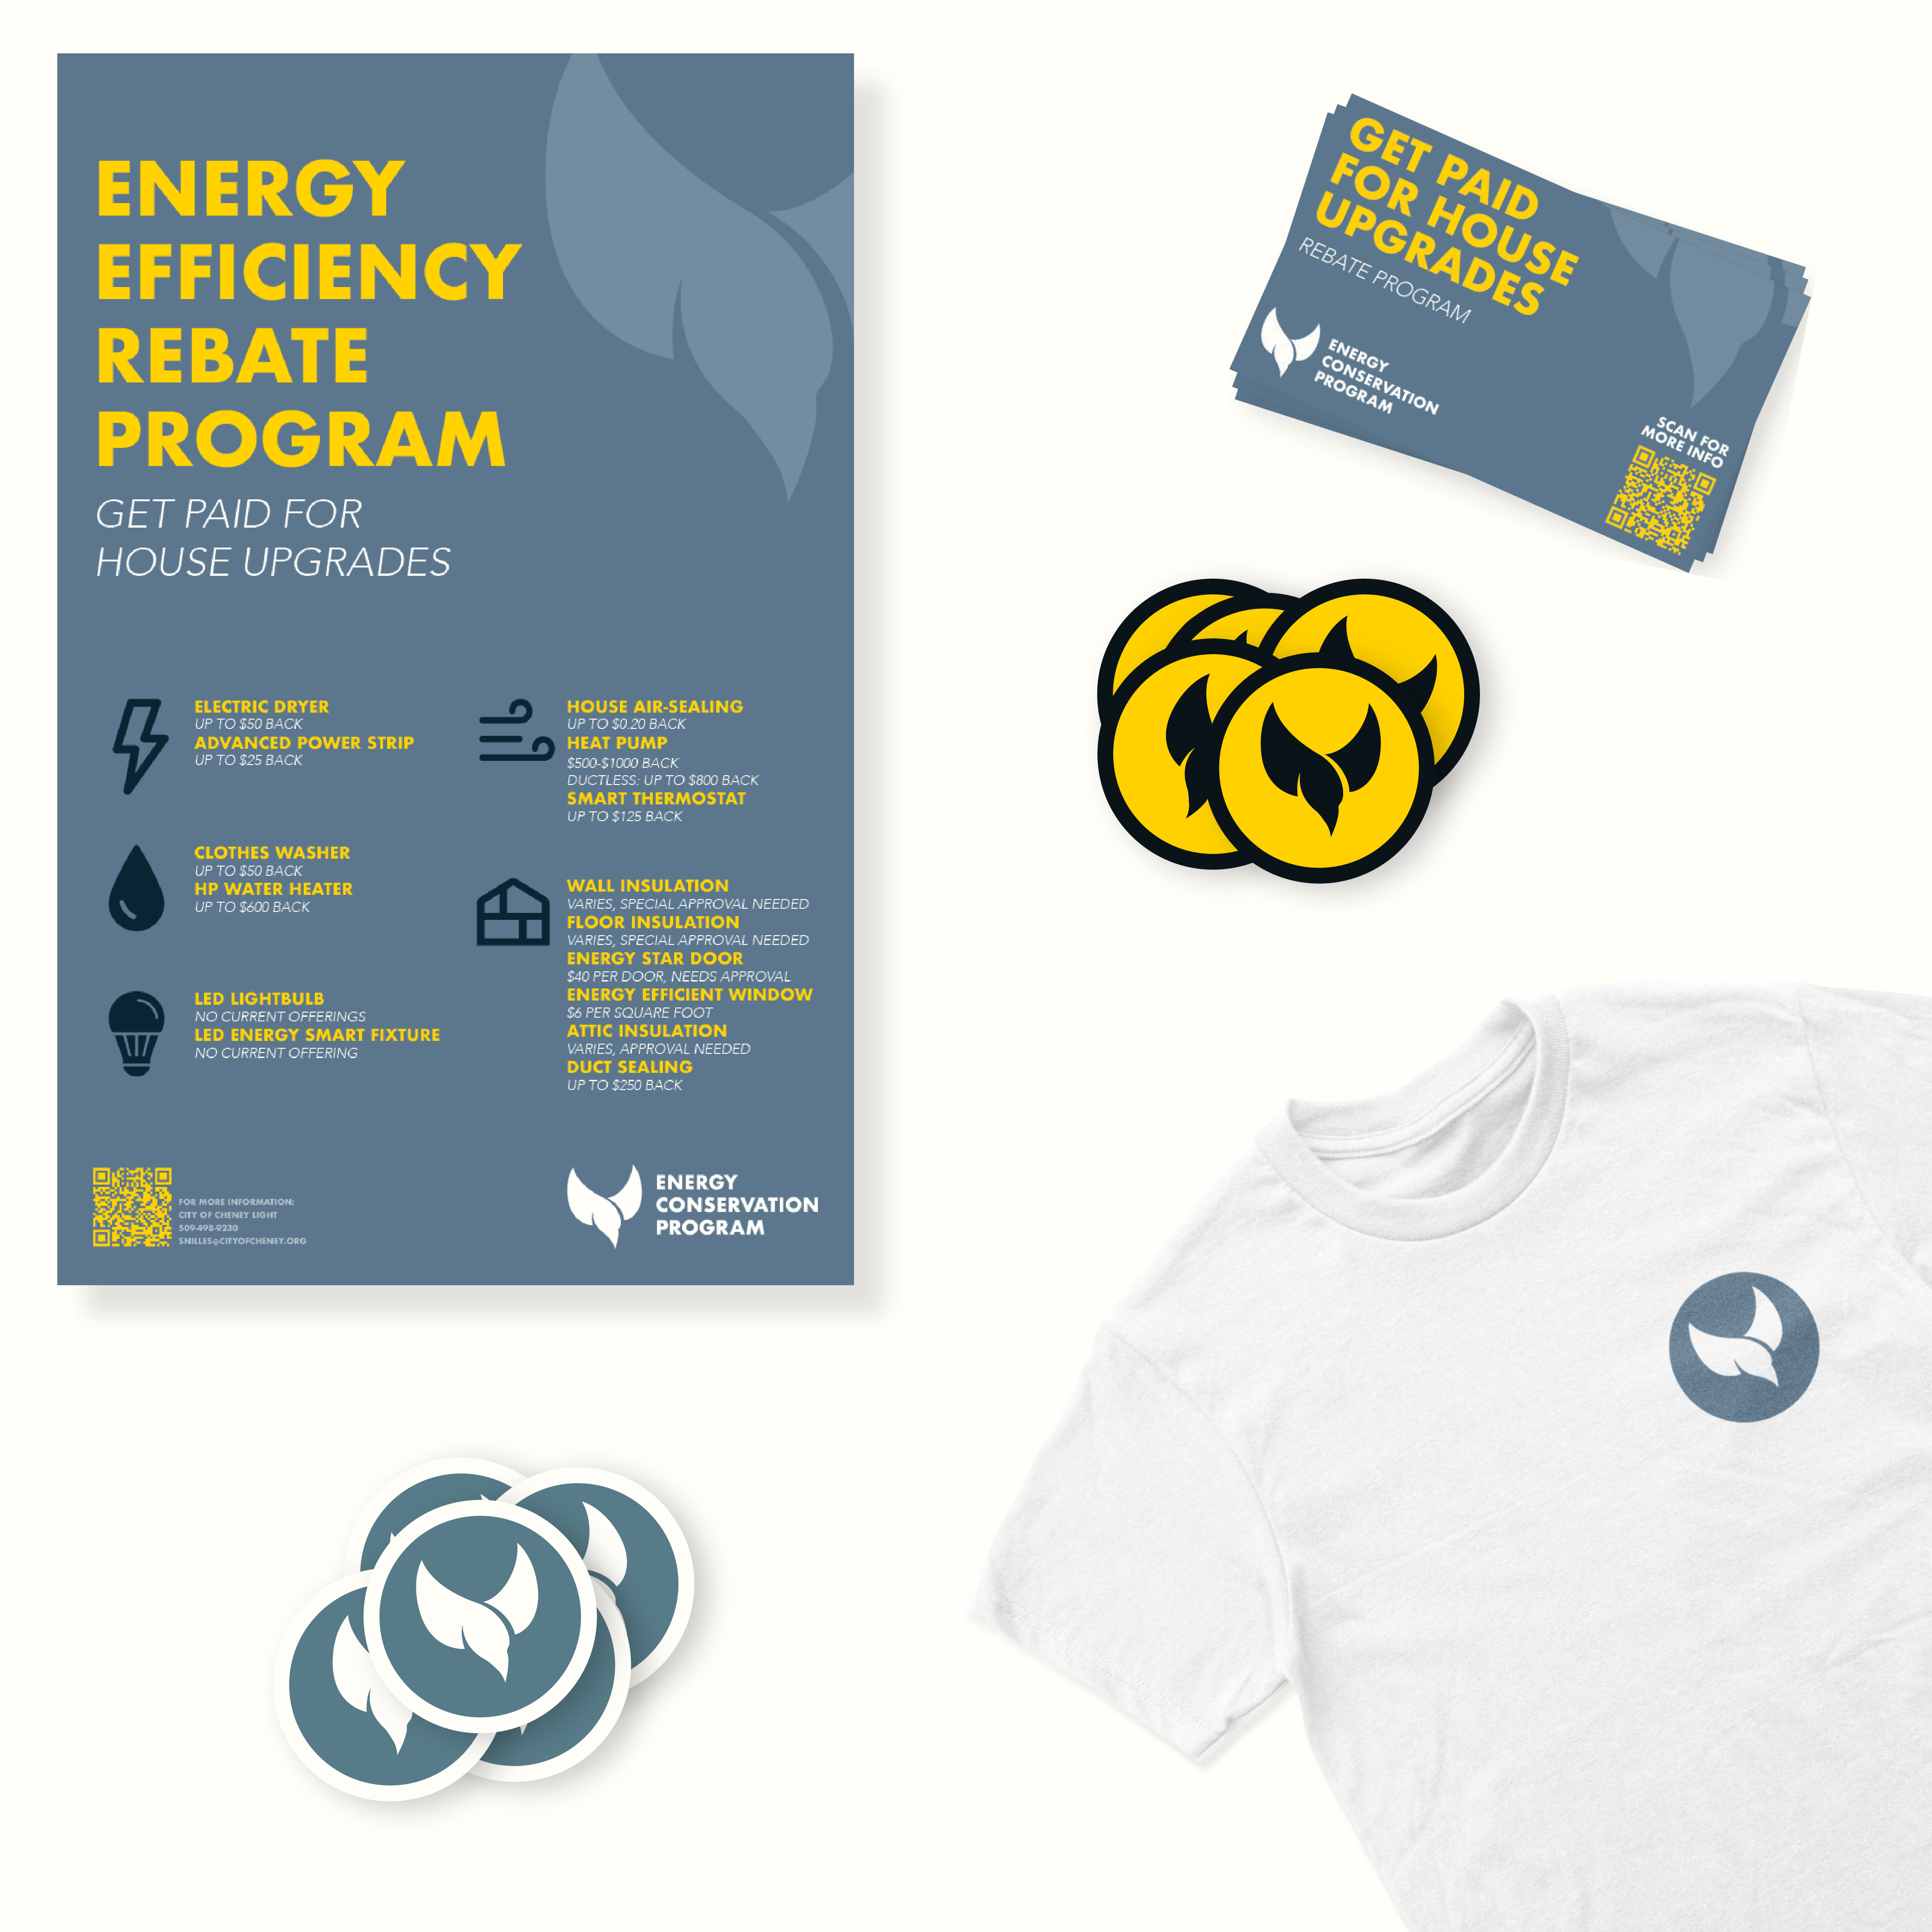 ENERGY
EFFICIENCY
REBATE
PROGRAM
GET PAID FOR
HOUSE UPGRADES
ELECTRIC DRYER
UP TO $50 BACK
ADVANCED POWER STRIP
UP TO $25 BACK
CLOTHES WASHER
UP TO $50 BACK
HP WATER HEATER
UP TO $600 BACK
LED LIGHTBULB
NO CURRENT OFFERINGS
LED ENERGY SMART FIXTURE
NO CURRENT OFFERING
HOUSE AIR-SEALING
UP TO $0.20 BACK
HEAT PUMP
$500-$1000 BACK
DUCTLESS: UP TO $800 BACK
SMART THERMOSTAT
UP TO $125 BACK
WALL INSULATION
VARIES, SPECIAL APPROVAL NEEDED
FLOOR INSULATION
VARIES, SPECIAL APPROVAL NEEDED
ENERGY STAR DOOR
$40 PER DOOR, NEEDS APPROVAL
ENERGY EFFICIENT WINDOW
$6 PER SQUARE FOOT
ATTIC INSULATION
VARIES, APPROVAL NEEDED
DUCT SEALING
UP TO $250 BACK
FOR MORE INFORMATION:
CITY OF CHENEY LIGHT
509-498-9230
SNILLES@CITYOFCHENEY.ORG
ENERGY
CONSERVATION
PROGRAM
GET PAID
FOR HOUSE
UPGRADES
REBATE PROGRAM
ENERGY
CONSERVATION
PROGRAM
SCAN FOR
MORE INFO